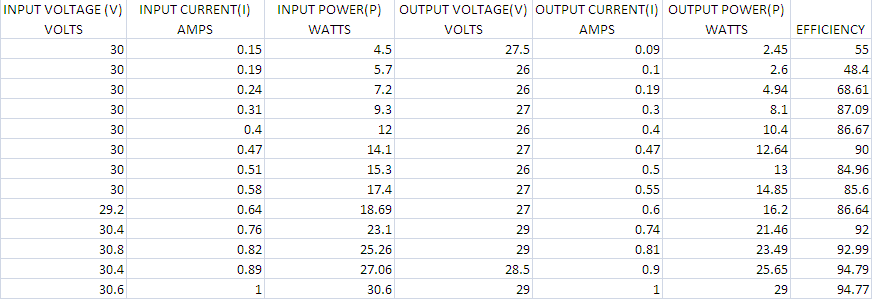 INPUT VOLTAGE (V) INPUT CURRENT(I) INPUT POWER(P) OUTPUT VOLTAGE(V) OUTPUT CURRENT(I) OUTPUT POWER(P)
VOLTS AMPS WATTS VOLTS AMPS WATTS EFFICIENCY
30 0.15 4.5 27.5 0.09 2.45 55
30 0.19 5.7 26 0.1 2.6 48.4
30 0.24 7.2 26 0.19 4.94 68.61
30 0.31 9.3 27 0.3 8.1 87.09
30 0.4 12 26 0.4 10.4 86.67
30 0.47 14.1 27 0.47 12.64 90
30 0.51 15.3 26 0.5 13 84.96
30 0.58 17.4 27 0.55 14.85 85.6
29.2 0.64 18.69 27 0.6 16.2 86.64
30.4 0.76 23.1 29 0.74 21.46 92
30.8 0.82 25.26 29 0.81 23.49 92.99
30.4 0.89 27.06 28.5 0.9 25.65 94.79
30.6 1 30.6 29 1 29 94.77